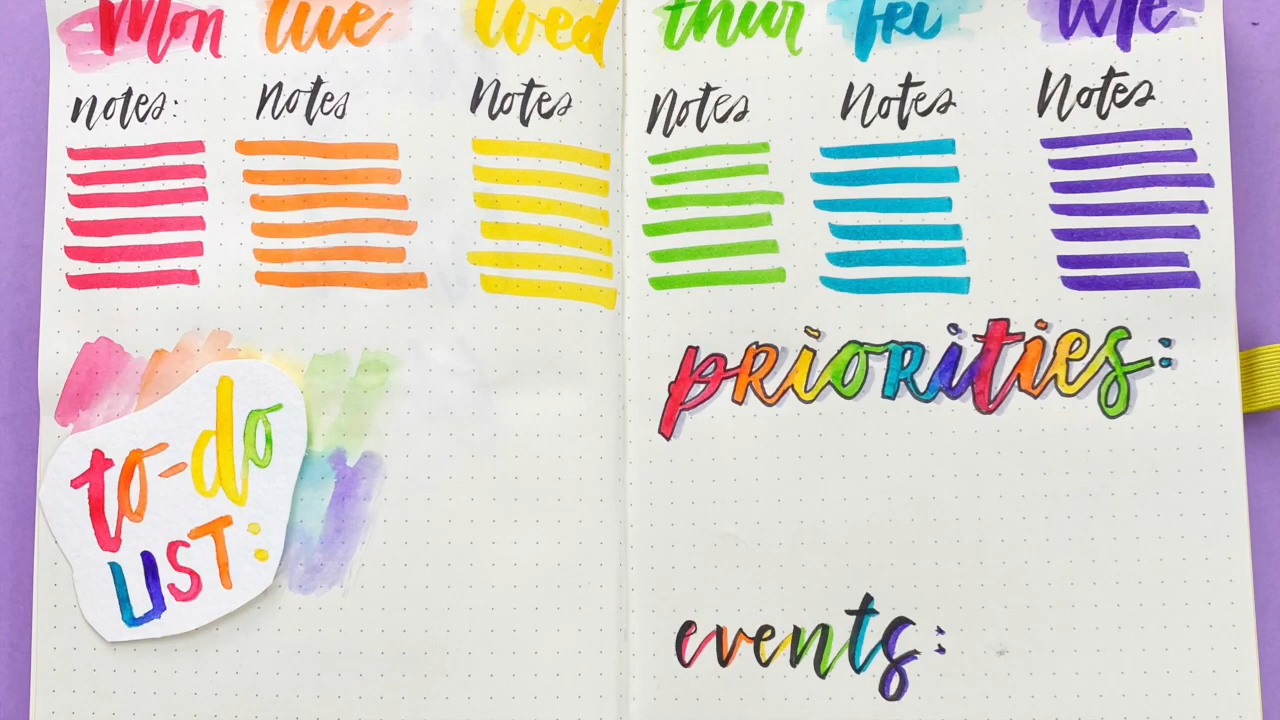 Mon Tue Wed thur fri w/e
notes: Notes Notes Notes Notes Notes
priorities:
to-do
LIST:
events: